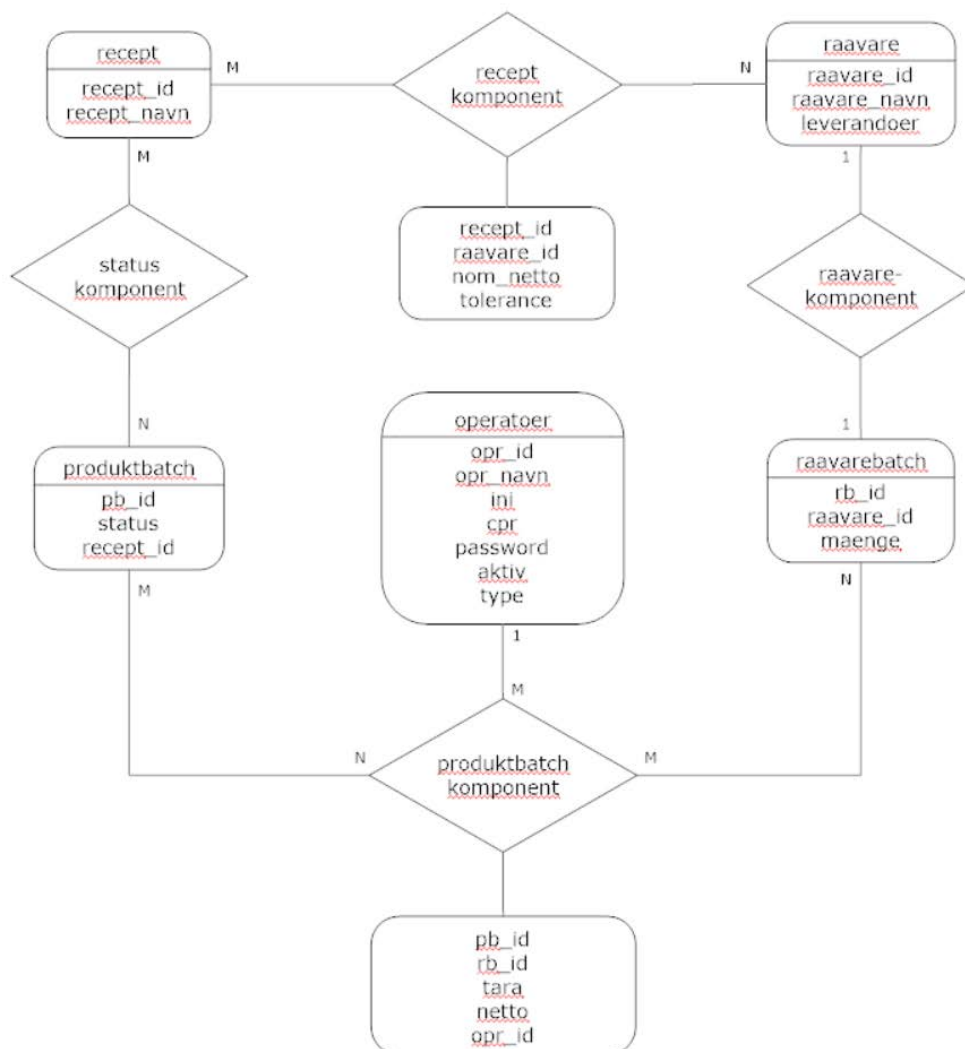 recept
recept_id
recept_navn
M
recept
komponent
N
raavare
raavare_id
raavare_navn
leverandoer
M
1
recept_id
raavare_id
nom_netto
tolerance
status
komponent
raavare-
komponent
N
1
operatoer
opr_id
opr_navn
ini
cpr
password
aktiv
type
produktbatch
pb_id
status
recept_id
raavarebatch
rb_id
raavare_id
maenge
M
N
1
M
N
produktbatch
komponent
M
pb_id
rb_id
tara
netto
opr_id